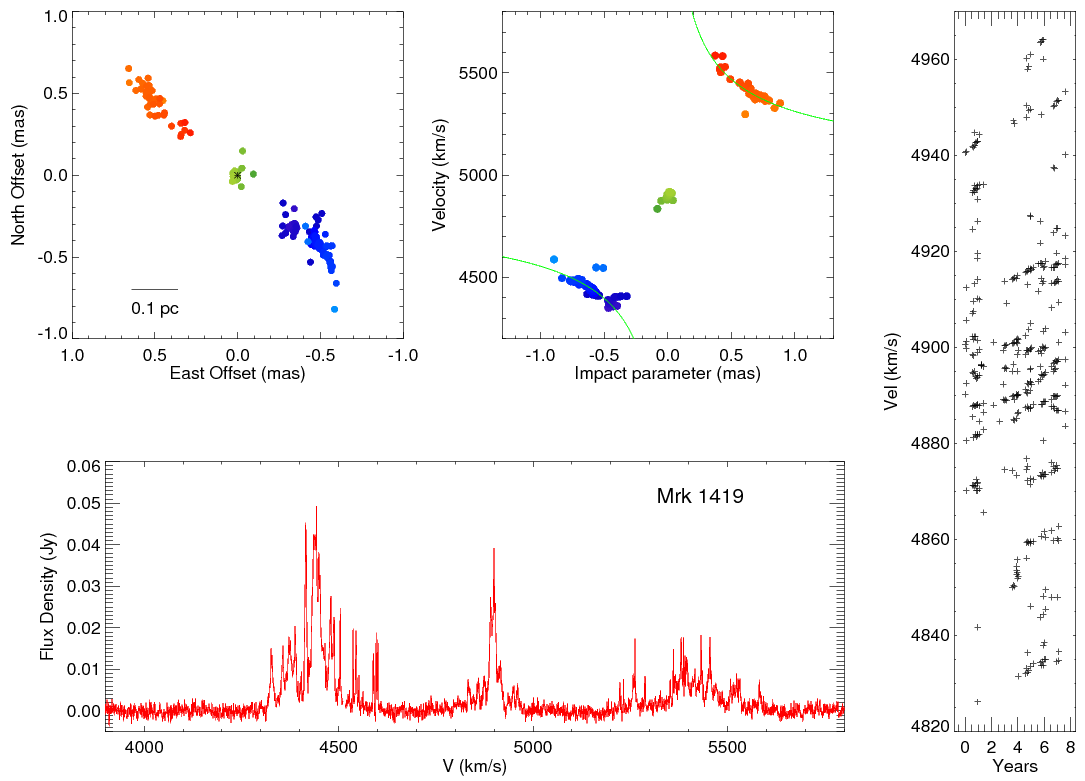 1.0
0.5
0.0
-0.5
-1.0
North Offset (mas)
0.1 pc
1.0 0.5 0.0 -0.5 -1.0
East Offset (mas)
5500
5000
4500
Velocity (km/s)
-1.0 -0.5 0.0 0.5 1.0
Impact parameter (mas)
4960
4940
4920
4900
4880
4860
4840
4820
Vel (km/s)
0 2 4 6 8
Years
0.06
0.05
0.04
0.03
0.02
0.01
0.00
Flux Density (Jy)
Mrk 1419
4000 4500 5000 5500
V (km/s)